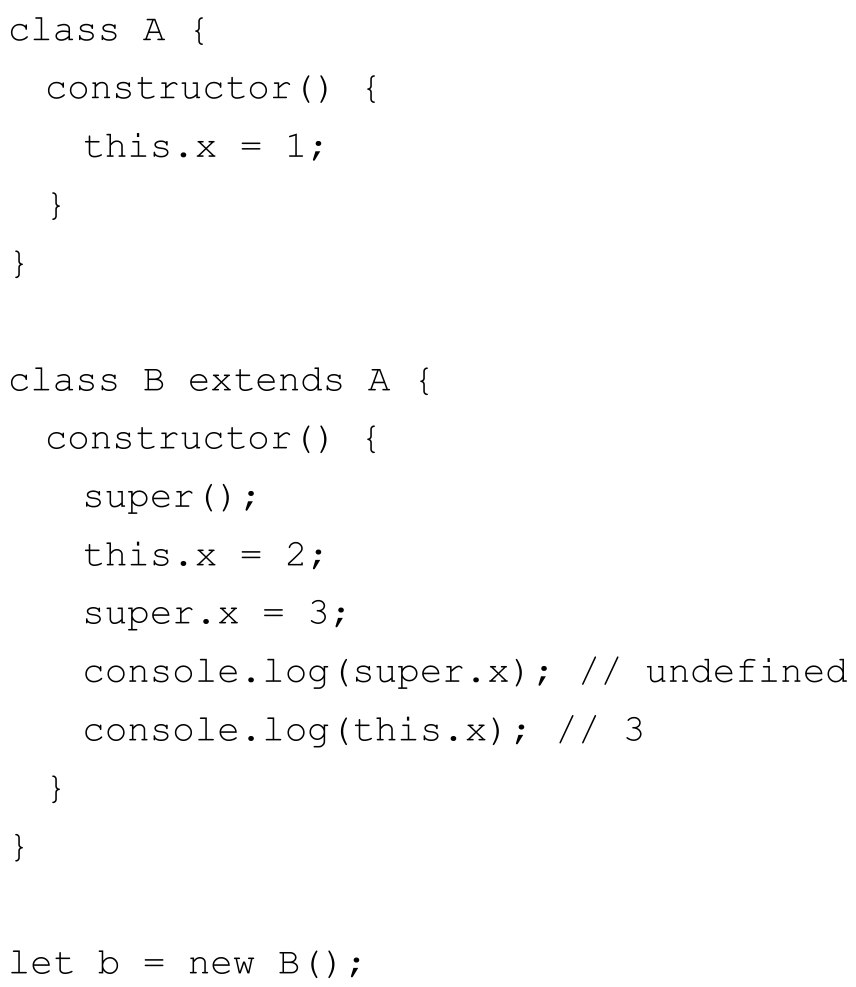 class A {
  constructor() {
    this.x = 1;
  }
}

class B extends A {
  constructor() {
    super();
    this.x = 2;
    super.x = 3;
    console.log(super.x); // undefined
    console.log(this.x); // 3
  }
}

let b = new B();